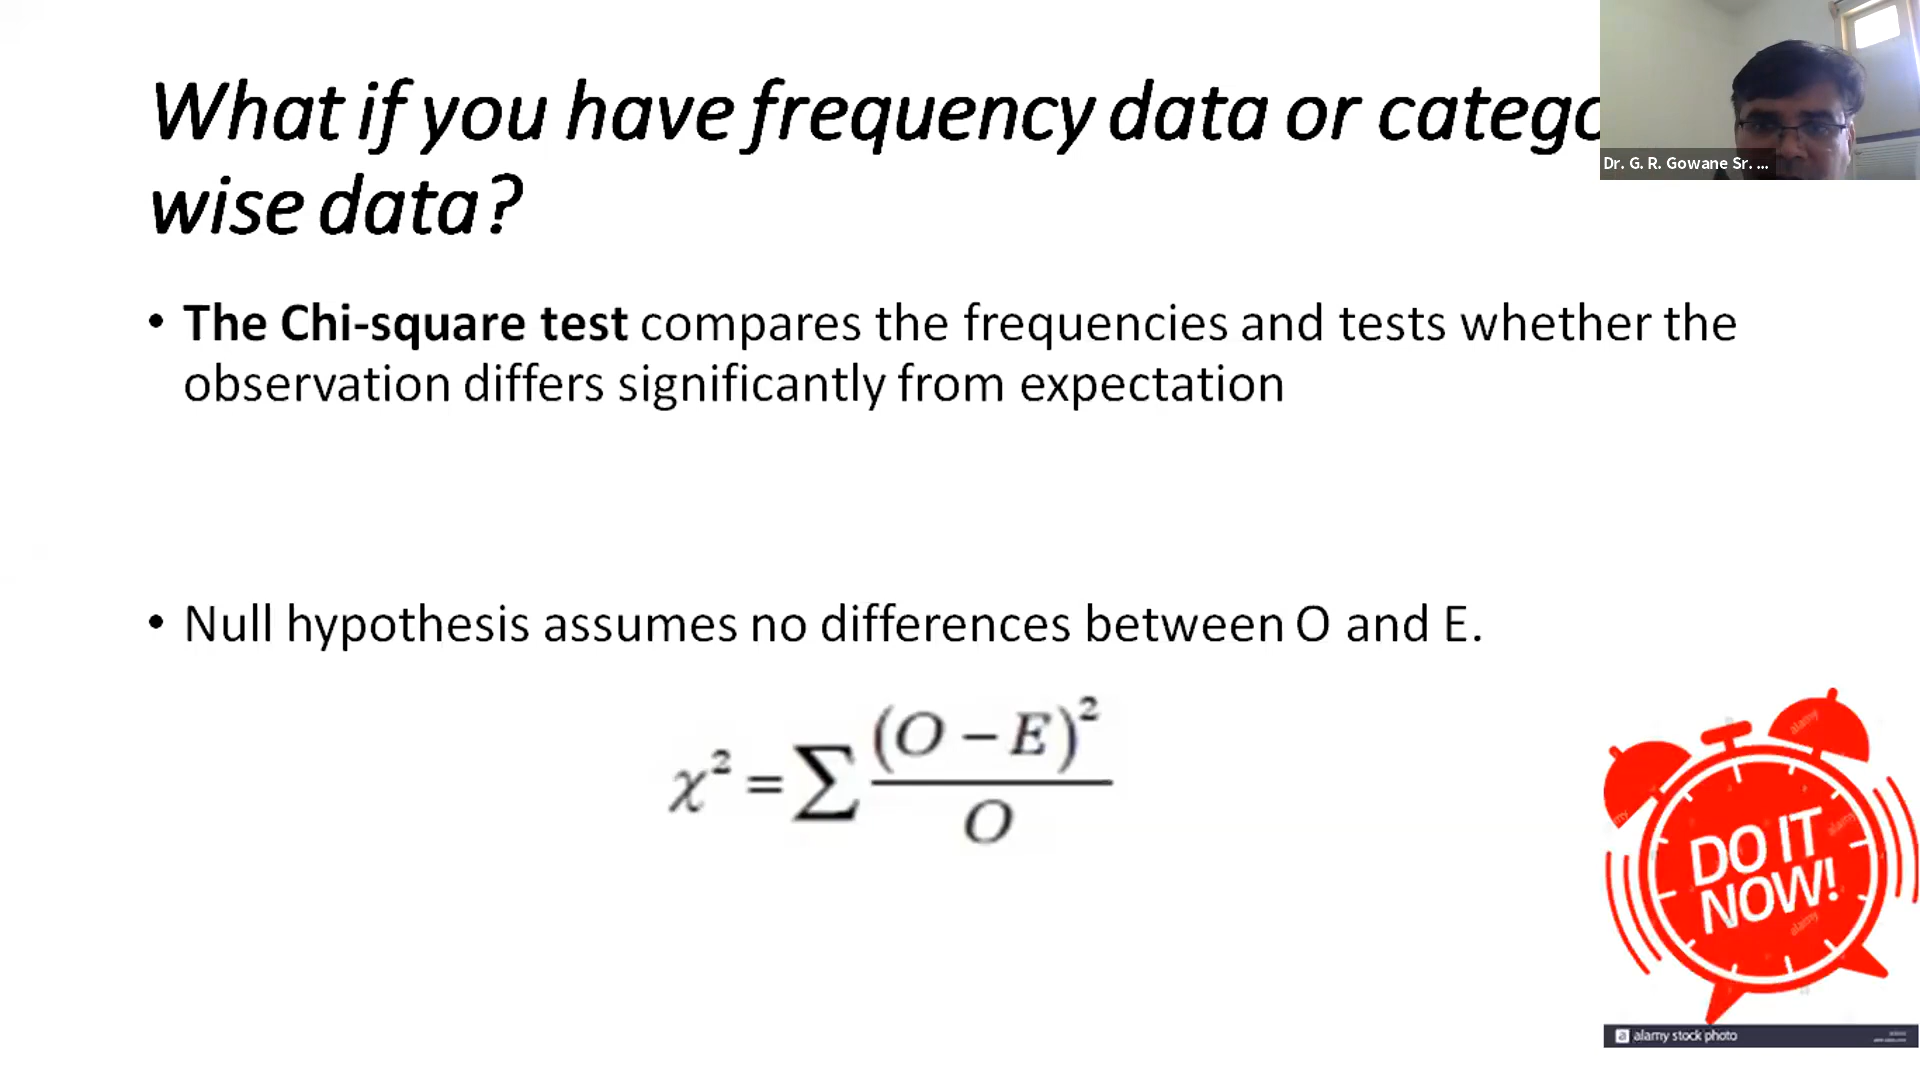 What if you have frequency data or catego
wise data?
Dr. G. R. Gowane Sr. ...
• The Chi-square test compares the frequencies and tests whether the
observation differs significantly from expectation
• Null hypothesis assumes no differences between O and E.
χ² = ∑ (O – E)² / O
DO IT
NOW!
a alamy stock photo